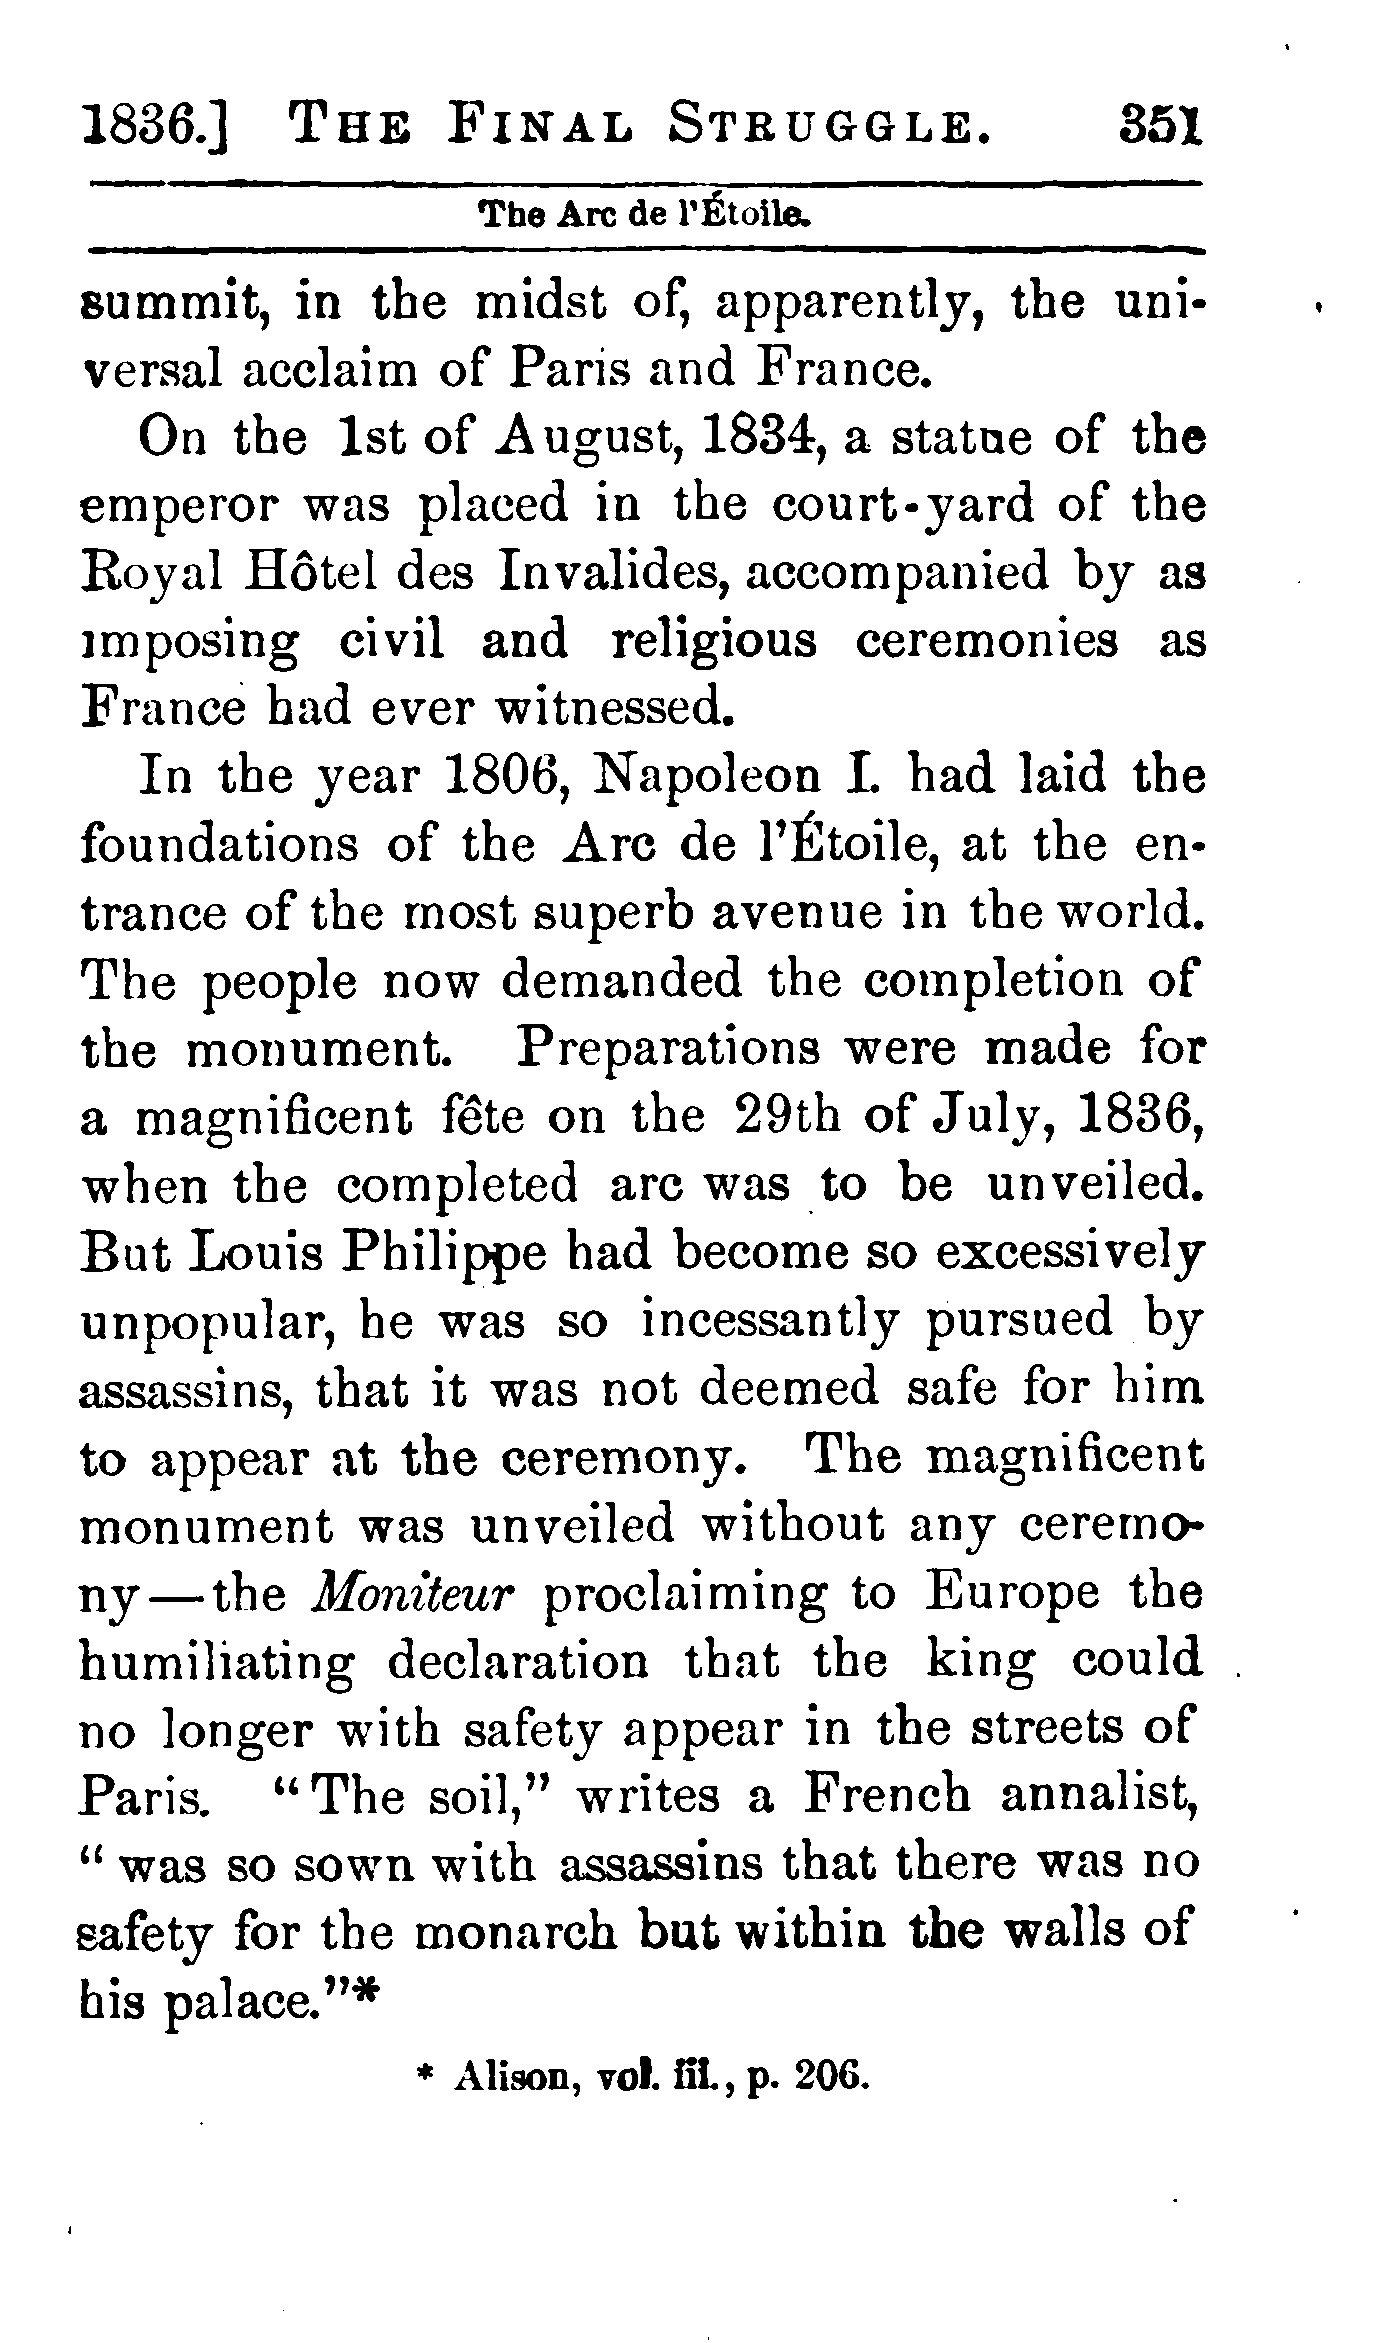 1836.] THE FINAL STRUGGLE. 351
The Arc de l'Étoile.
summit, in the midst of, apparently, the uni-
versal acclaim of Paris and France.
On the 1st of August, 1834, a statue of the
emperor was placed in the court-yard of the
Royal Hôtel des Invalides, accompanied by as
imposing civil and religious ceremonies as
France had ever witnessed.
In the year 1806, Napoleon I. had laid the
foundations of the Arc de l'Étoile, at the en-
trance of the most superb avenue in the world.
The people now demanded the completion of
the monument. Preparations were made for
a magnificent fête on the 29th of July, 1836,
when the completed arc was to be unveiled.
But Louis Philippe had become so excessively
unpopular, he was so incessantly pursued by
assassins, that it was not deemed safe for him
to appear at the ceremony. The magnificent
monument was unveiled without any ceremo-
ny—the Moniteur proclaiming to Europe the
humiliating declaration that the king could
no longer with safety appear in the streets of
Paris. "The soil," writes a French annalist,
"was so sown with assassins that there was no
safety for the monarch but within the walls of
his palace."*
* Alison, vol. iii., p. 206.